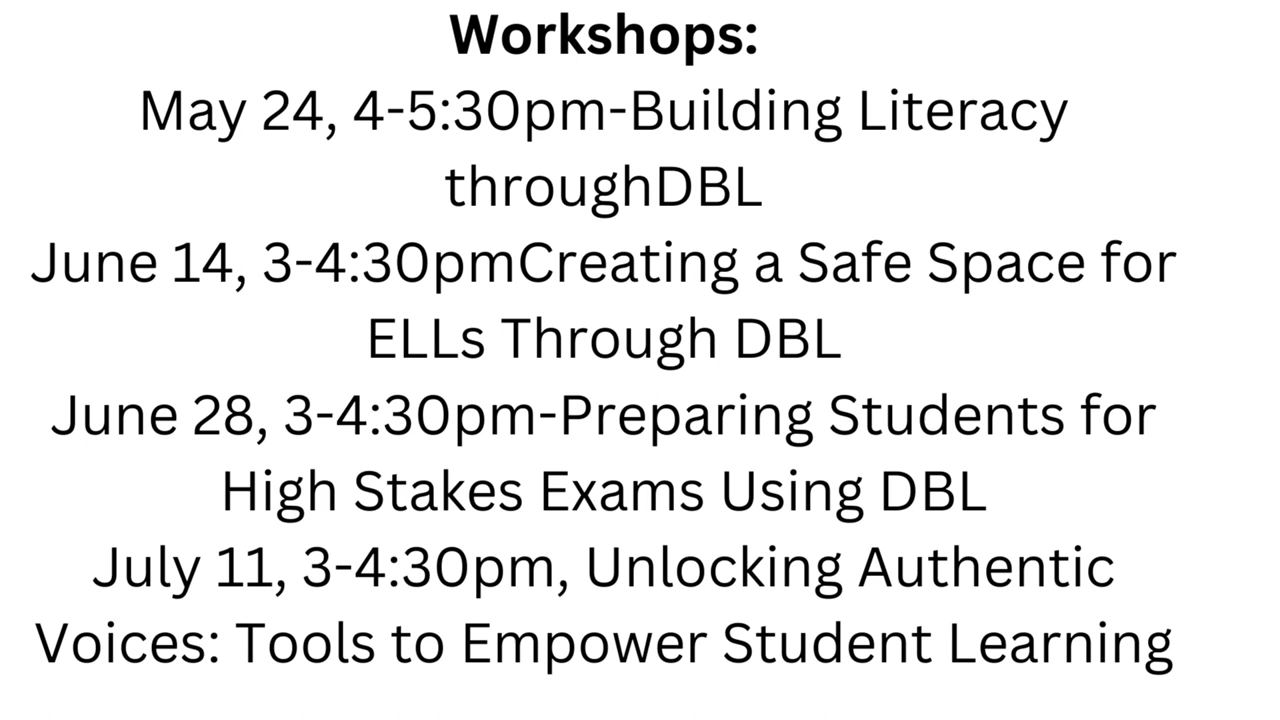 Workshops:
May 24, 4-5:30pm-Building Literacy
throughDBL
June 14, 3-4:30pmCreating a Safe Space for
ELLs Through DBL
June 28, 3-4:30pm-Preparing Students for
High Stakes Exams Using DBL
July 11, 3-4:30pm, Unlocking Authentic
Voices: Tools to Empower Student Learning